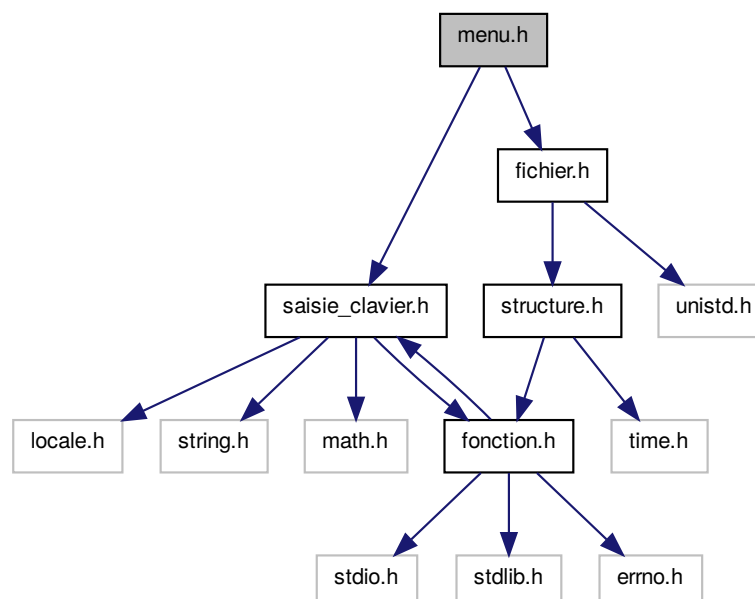 menu.h
fichier.h
saisie_clavier.h
structure.h
unistd.h
locale.h
string.h
math.h
fonction.h
time.h
stdio.h
stdlib.h
errno.h